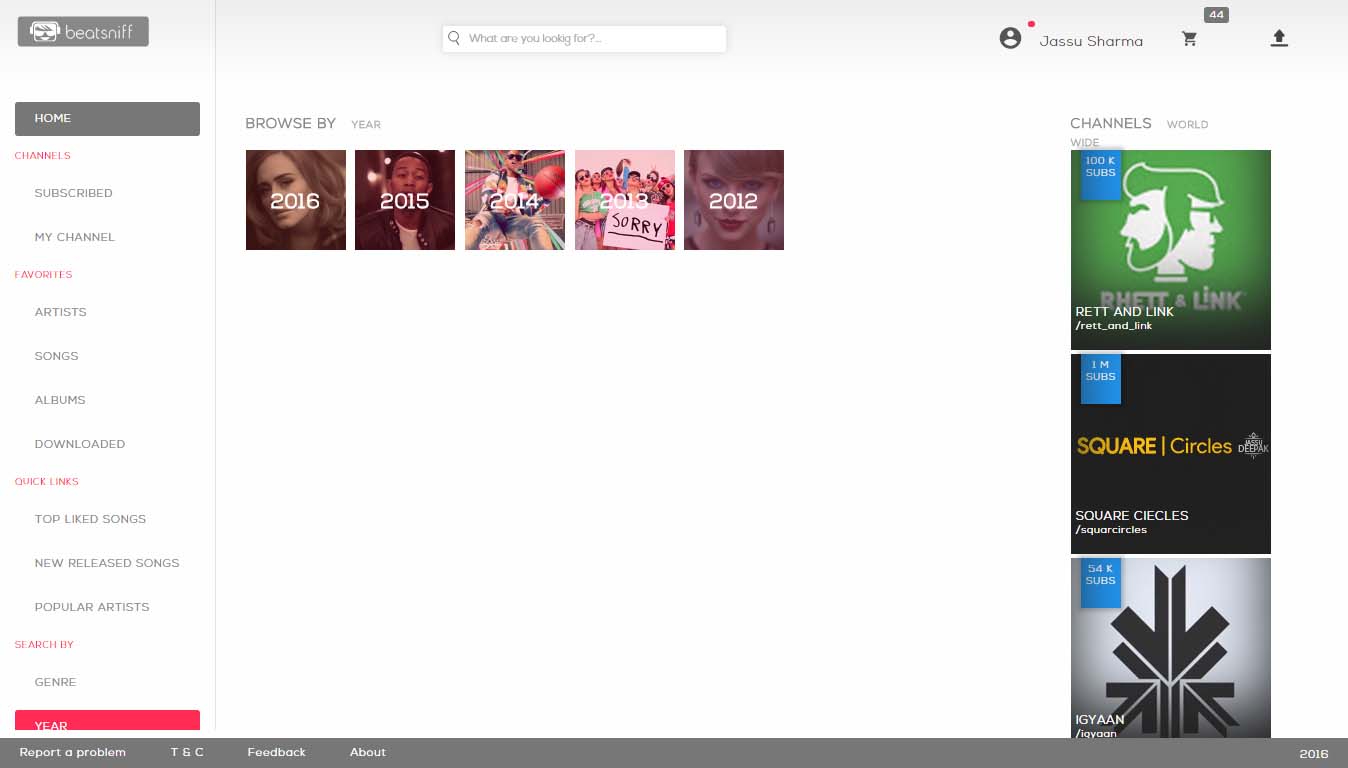 beatsniff
What are you lookig for?...
Jassu Sharma
44
HOME
CHANNELS
SUBSCRIBED
MY CHANNEL
FAVORITES
ARTISTS
SONGS
ALBUMS
DOWNLOADED
QUICK LINKS
TOP LIKED SONGS
NEW RELEASED SONGS
POPULAR ARTISTS
SEARCH BY
GENRE
YEAR
BROWSE BY YEAR
2016
2015
2014
2013
SORRY
2012
CHANNELS WORLD
WIDE
100 K
SUBS
RHETT & LINK
RETT AND LINK
/rett_and_link
1 M
SUBS
SQUARE | Circles
JASSU
DEEPAK
SQUARE CIECLES
/squarcircles
54 K
SUBS
IGYAAN
/igyaan
Report a problem T & C Feedback About
2016